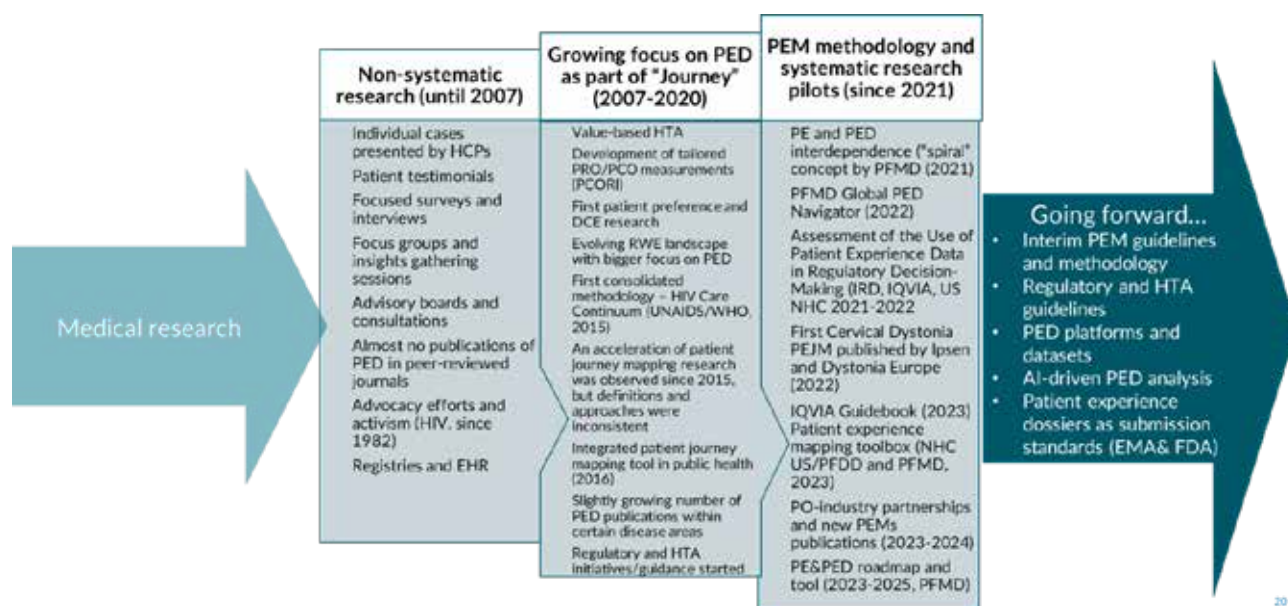 Medical research
Non-systematic
research (until 2007)
Individual cases
presented by HCPs
Patient testimonials
Focused surveys and
interviews
Focus groups and
insights gathering
sessions
Advisory boards and
consultations
Almost no publications of
PED in peer-reviewed
journals
Advocacy efforts and
activism (HIV, since
1982)
Registries and EHR
Growing focus on PED
as part of "Journey"
(2007-2020)
Value-based HTA
Development of tailored
PRO/PCO measurements
(PCORI)
First patient preference and
DCE research
Evolving RWE landscape
with bigger focus on PED
First consolidated
methodology – HIV Care
Continuum (UNAIDS/WHO,
2015)
An acceleration of patient
journey mapping research
was observed since 2015,
but definitions and
approaches were
inconsistent
Integrated patient journey
mapping tool in public health
(2016)
Slightly growing number of
PED publications within
certain disease areas
Regulatory and HTA
initiatives/guidance started
PEM methodology and
systematic research
pilots (since 2021)
PE and PED
interdependence ("spiral"
concept by PFMD (2021)
PFMD Global PED
Navigator (2022)
Assessment of the Use of
Patient Experience Data
in Regulatory Decision-
Making (IRD, IQVIA, US
NHC 2021-2022
First Cervical Dystonia
PEJM published by Ipsen
and Dystonia Europe
(2022)
IQVIA Guidebook (2023)
Patient experience
mapping toolbox (NHC
US/PFDD and PFMD,
2023)
PO-industry partnerships
and new PEMs
publications (2023-2024)
PE&PED roadmap and
tool (2023-2025, PFMD)
Going forward...
• Interim PEM guidelines
and methodology
• Regulatory and HTA
guidelines
• PED platforms and
datasets
• AI-driven PED analysis
• Patient experience
dossiers as submission
standards (EMA& FDA)
20